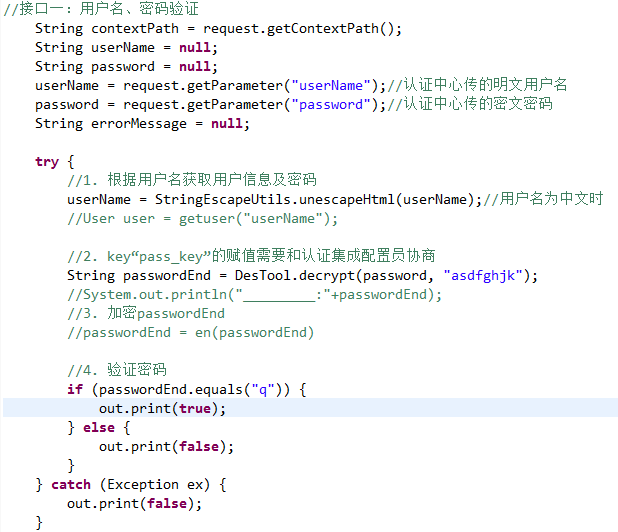 //接口一：用户名、密码验证
String contextPath = request.getContextPath();
String userName = null;
String password = null;
userName = request.getParameter("userName");//认证中心传的明文用户名
password = request.getParameter("password");//认证中心传的密文密码
String errorMessage = null;
try {
//1. 根据用户名获取用户信息及密码
userName = StringEscapeUtils.unescapeHtml(userName);//用户名为中文时
//User user = getuser("userName");
//2. key“pass_key”的赋值需要和认证集成配置员协商
String passwordEnd = DesTool.decrypt(password, "asdfghjk");
//System.out.println("_________:"+passwordEnd);
//3. 加密passwordEnd
//passwordEnd = en(passwordEnd)
//4. 验证密码
if (passwordEnd.equals("q")) {
out.print(true);
} else {
out.print(false);
}
} catch (Exception ex) {
out.print(false);
}